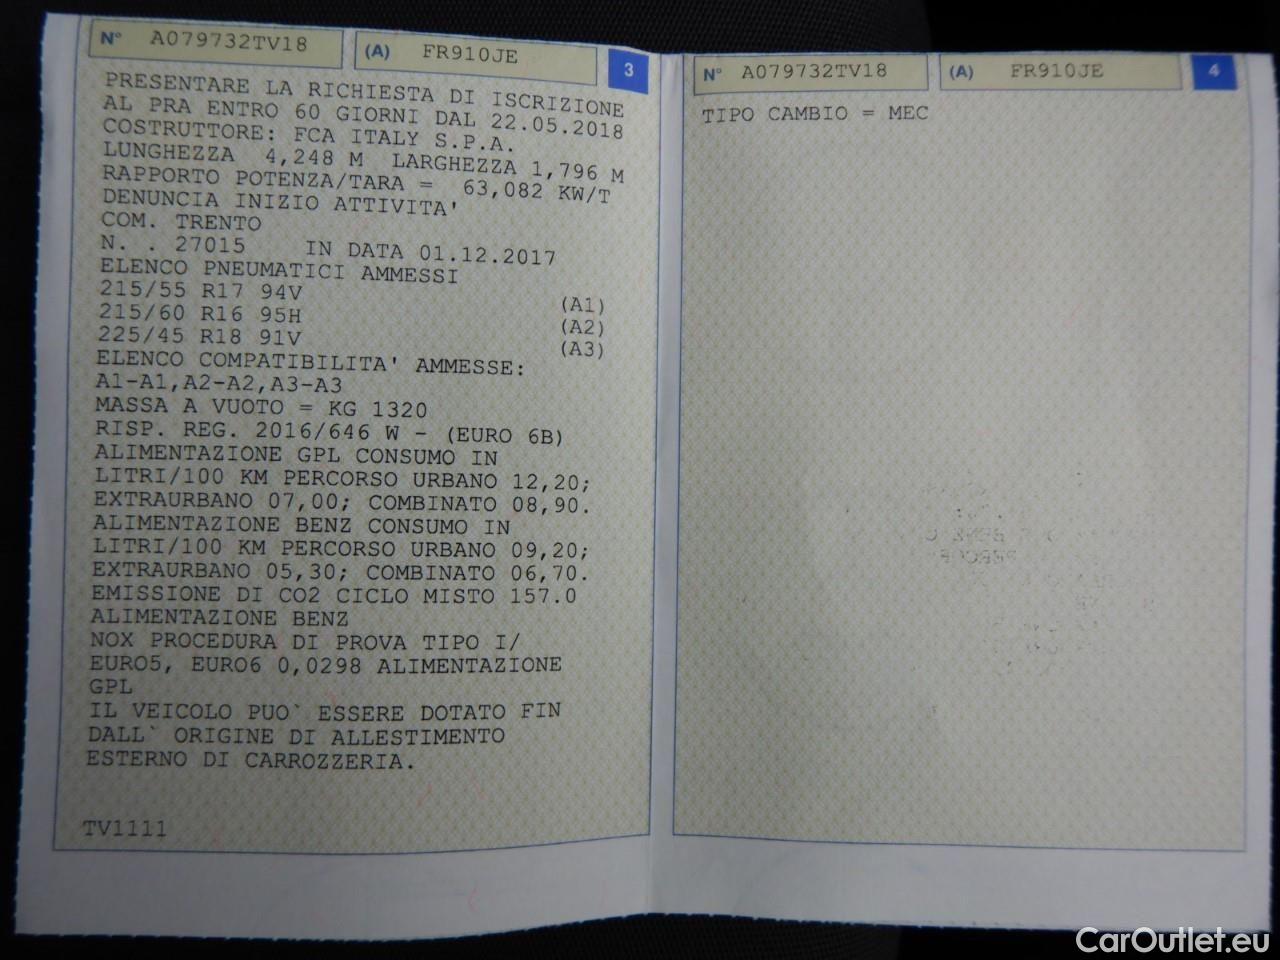 N° A079732TV18 (A) FR910JE 3
PRESENTARE LA RICHIESTA DI ISCRIZIONE
AL PRA ENTRO 60 GIORNI DAL 22.05.2018
COSTRUTTORE: FCA ITALY S.P.A.
LUNGHEZZA 4,248 M LARGHEZZA 1,796 M
RAPPORTO POTENZA/TARA = 63,082 KW/T
DENUNCIA INIZIO ATTIVITA'
COM. TRENTO
N. . 27015 IN DATA 01.12.2017
ELENCO PNEUMATICI AMMESSI
215/55 R17 94V (A1)
215/60 R16 95H (A2)
225/45 R18 91V (A3)
ELENCO COMPATIBILITA' AMMESSE:
A1-A1,A2-A2,A3-A3
MASSA A VUOTO = KG 1320
RISP. REG. 2016/646 W - (EURO 6B)
ALIMENTAZIONE GPL CONSUMO IN
LITRI/100 KM PERCORSO URBANO 12,20;
EXTRAURBANO 07,00; COMBINATO 08,90.
ALIMENTAZIONE BENZ CONSUMO IN
LITRI/100 KM PERCORSO URBANO 09,20;
EXTRAURBANO 05,30; COMBINATO 06,70.
EMISSIONE DI CO2 CICLO MISTO 157.0
ALIMENTAZIONE BENZ
NOX PROCEDURA DI PROVA TIPO I/
EURO5, EURO6 0,0298 ALIMENTAZIONE
GPL
IL VEICOLO PUO` ESSERE DOTATO FIN
DALL` ORIGINE DI ALLESTIMENTO
ESTERNO DI CARROZZERIA.
TV1111
N° A079732TV18 (A) FR910JE 4
TIPO CAMBIO = MEC
CarOutlet.eu